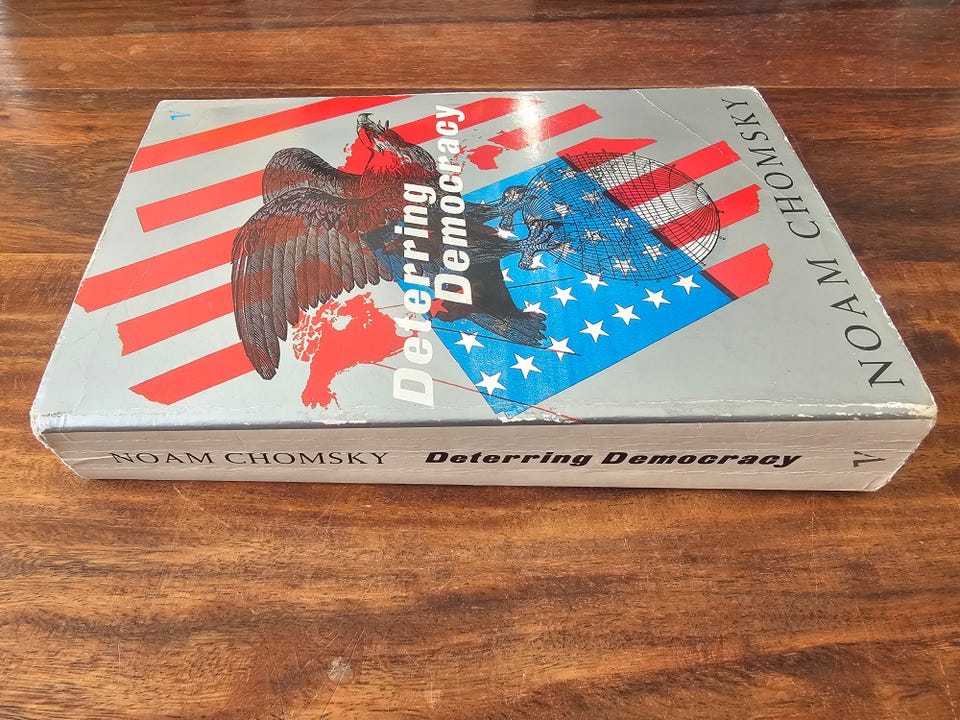 V
Deterring
Democracy
NOAM CHOMSKY
NOAM CHOMSKY Deterring Democracy V